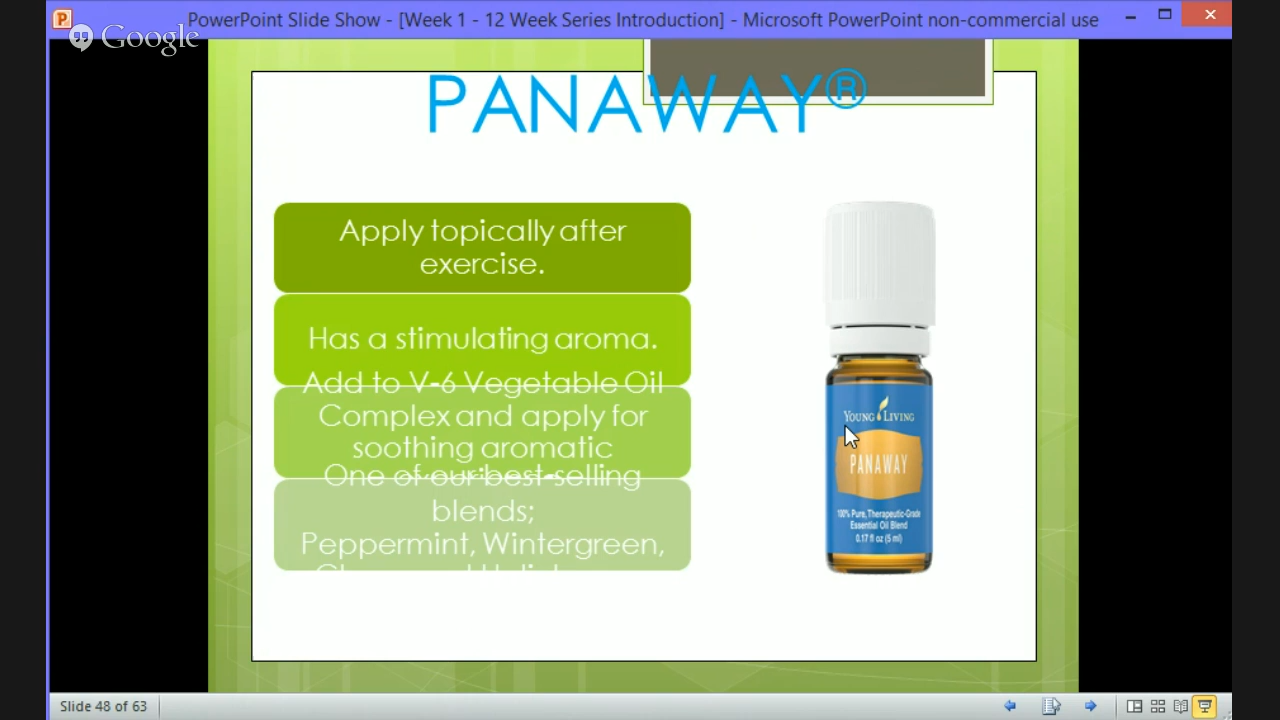 PowerPoint Slide Show - [Week 1 - 12 Week Series Introduction] - Microsoft PowerPoint non-commercial use
Google
PANAWAY®
Apply topically after
exercise.
Has a stimulating aroma.
Add to V-6 Vegetable Oil
Complex and apply for
soothing aromatic
One of our best-selling
blends;
Peppermint, Wintergreen,
YOUNG LIVING
PANAWAY
100% Pure, Therapeutic-Grade
Essential Oil Blend
0.17 fl oz (5 ml)
Slide 48 of 63